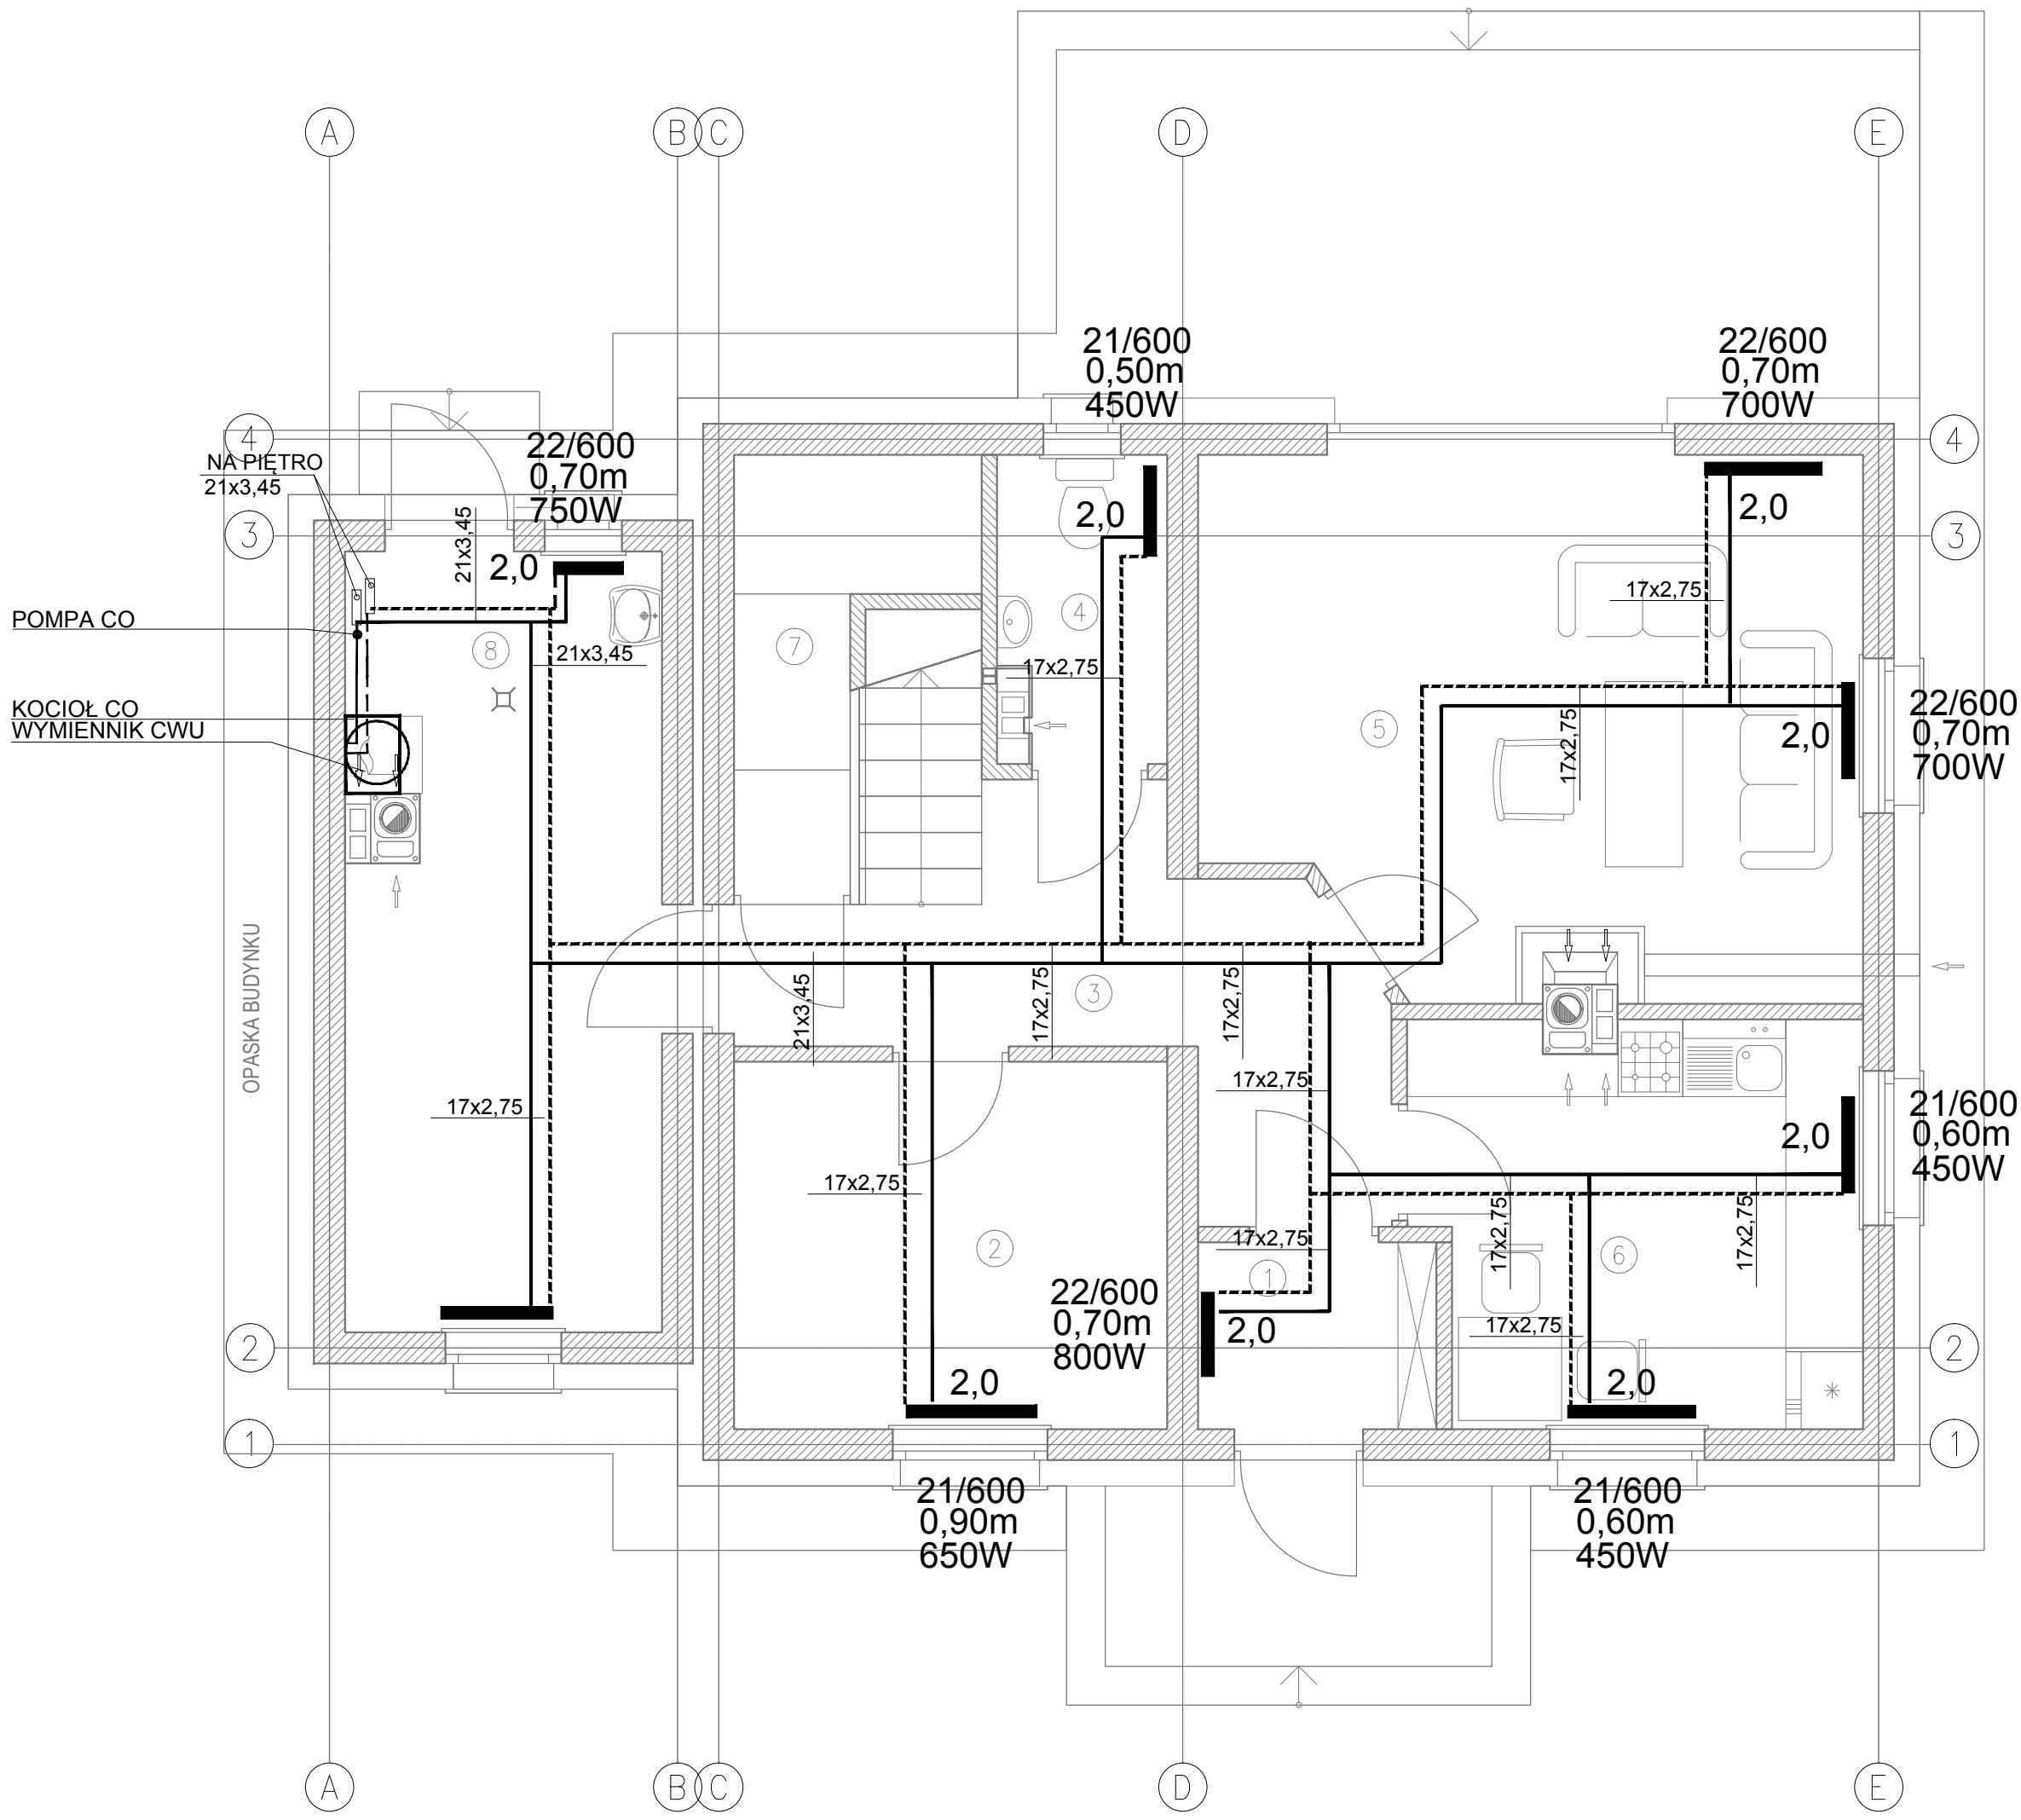 A
B
C
D
E
21/600
0,50m
450W
22/600
0,70m
700W
4
4
22/600
0,70m
750W
NA PIĘTRO
21x3,45
3
3
21x3,45
2,0
2,0
2,0
17x2,75
POMPA CO
4
7
8
21x3,45
17x2,75
KOCIOŁ CO
WYMIENNIK CWU
5
17x2,75
2,0
22/600
0,70m
700W
OPASKA BUDYNKU
21x3,45
17x2,75
3
17x2,75
17x2,75
17x2,75
2,0
21/600
0,60m
450W
17x2,75
17x2,75
17x2,75
17x2,75
2
1
6
22/600
0,70m
800W
2,0
17x2,75
2
2
2,0
2,0
1
1
21/600
0,90m
650W
21/600
0,60m
450W
A
B
C
D
E